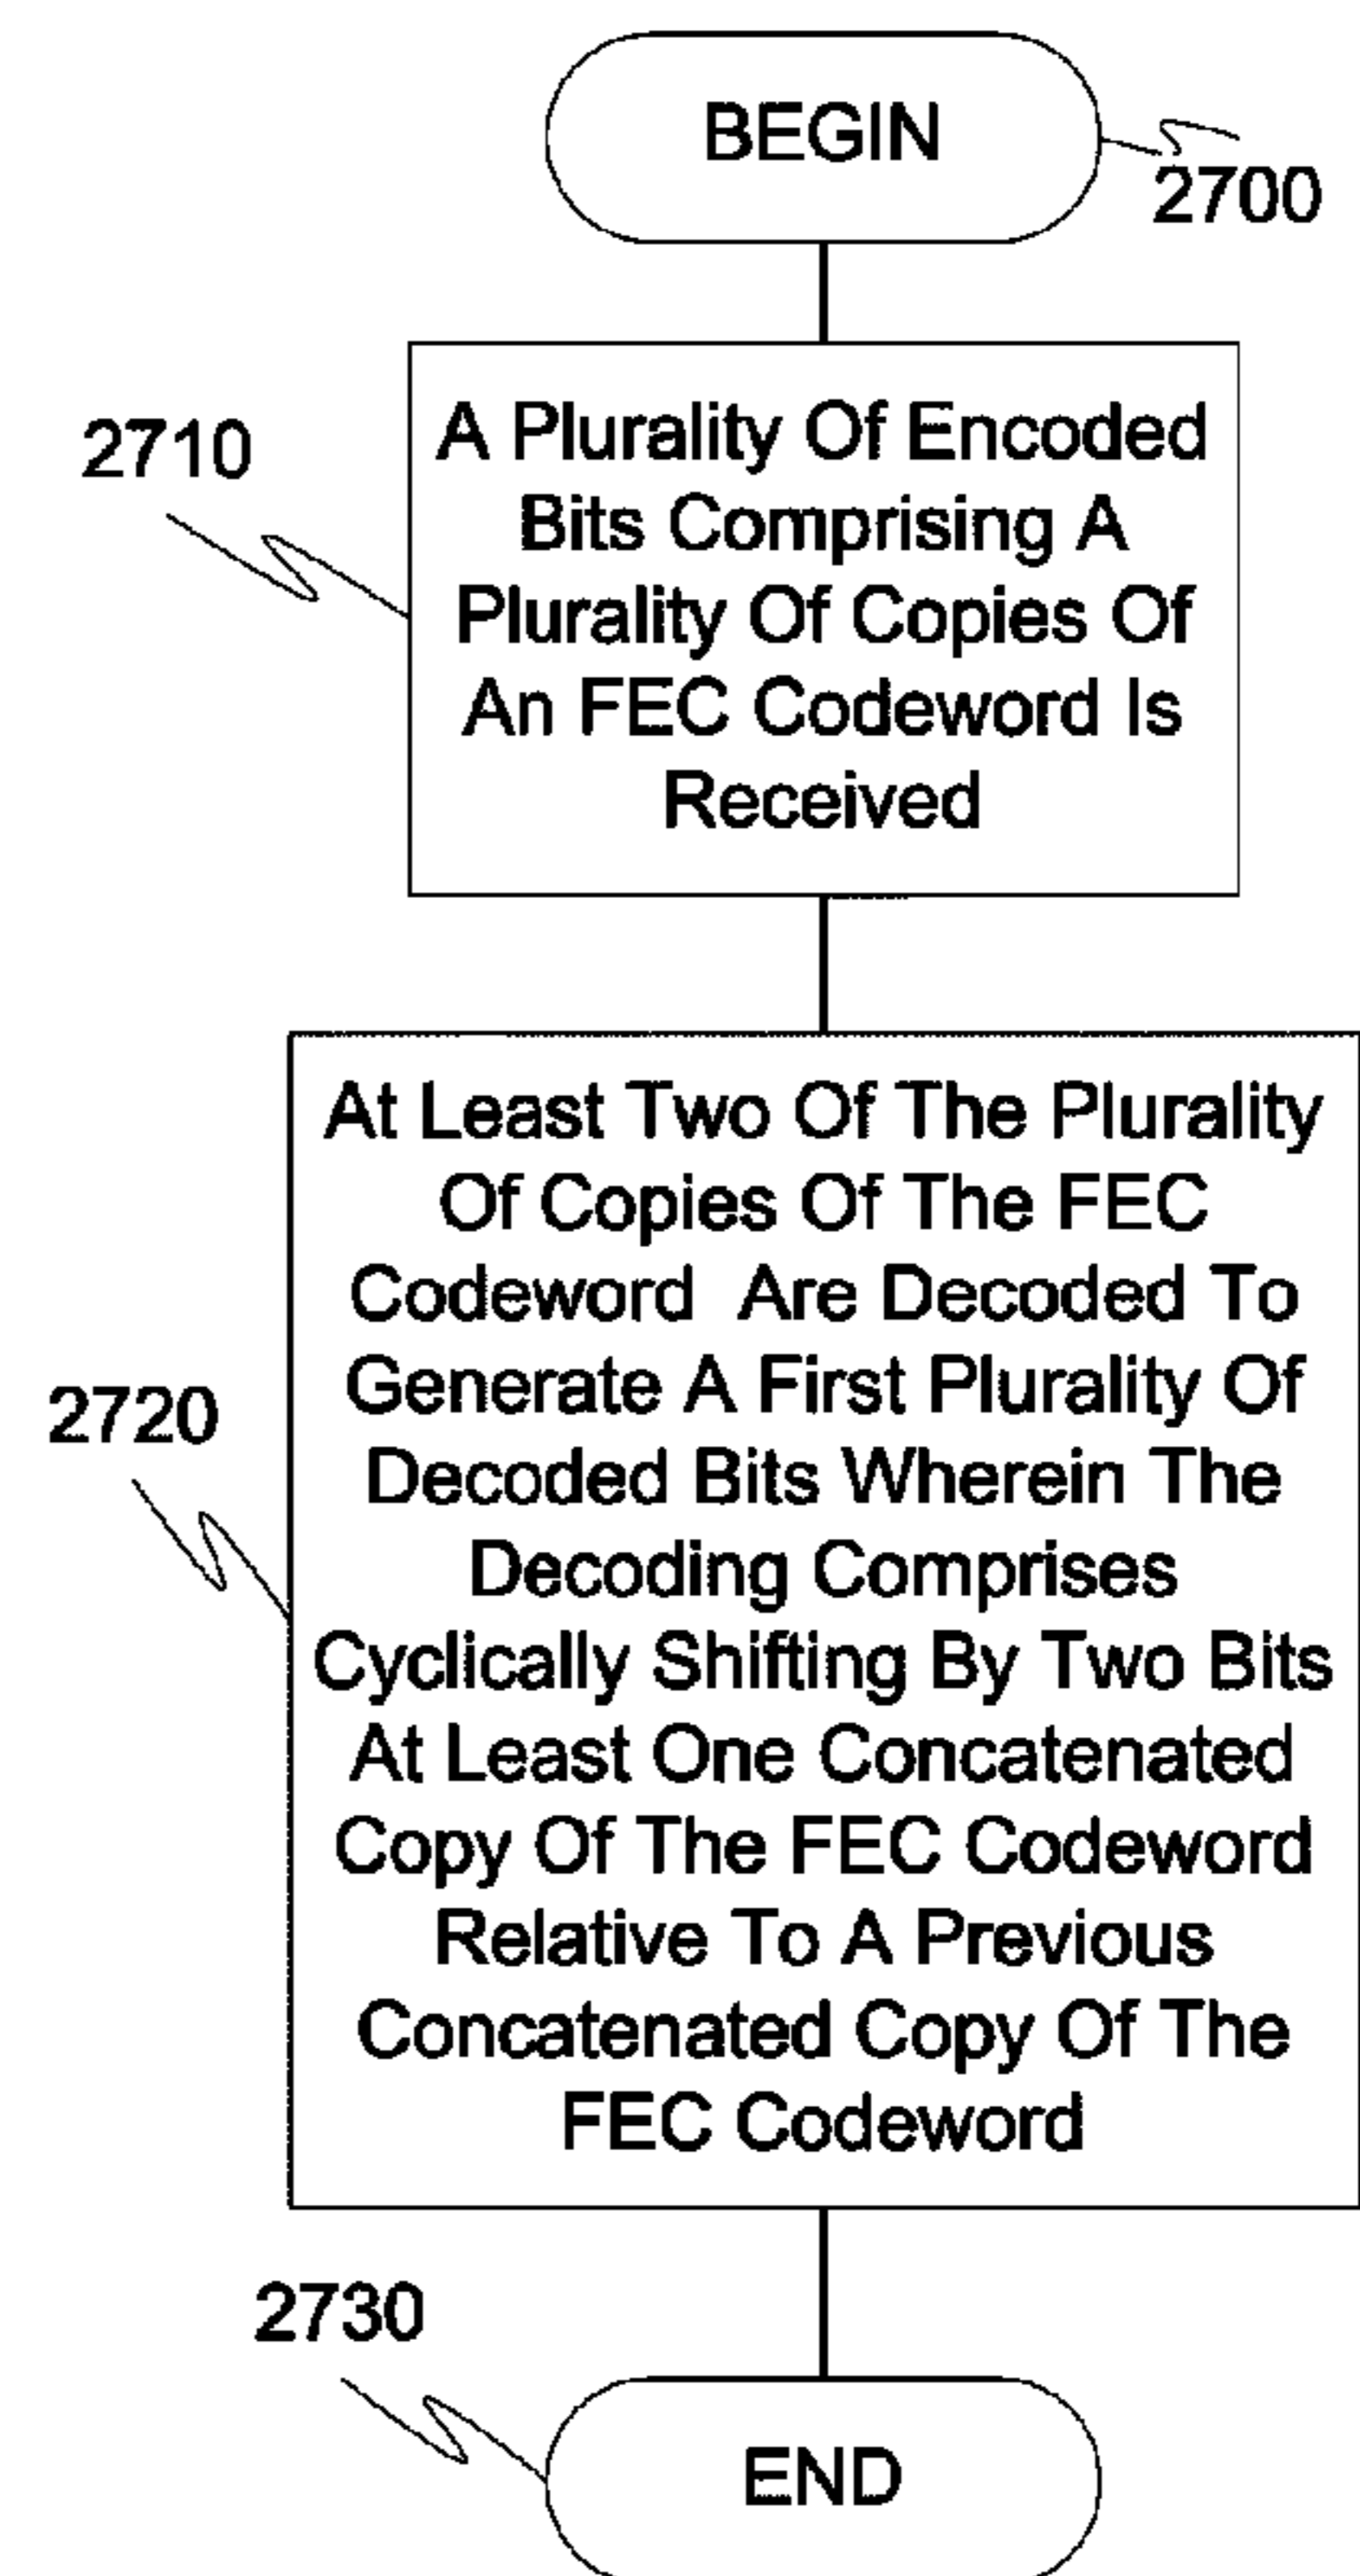 BEGIN
2700
2710
A Plurality Of Encoded
Bits Comprising A
Plurality Of Copies Of
An FEC Codeword Is
Received
At Least Two Of The Plurality
Of Copies Of The FEC
Codeword Are Decoded To
Generate A First Plurality Of
Decoded Bits Wherein The
Decoding Comprises
Cyclically Shifting By Two Bits
At Least One Concatenated
Copy Of The FEC Codeword
Relative To A Previous
Concatenated Copy Of The
FEC Codeword
2720
2730
END